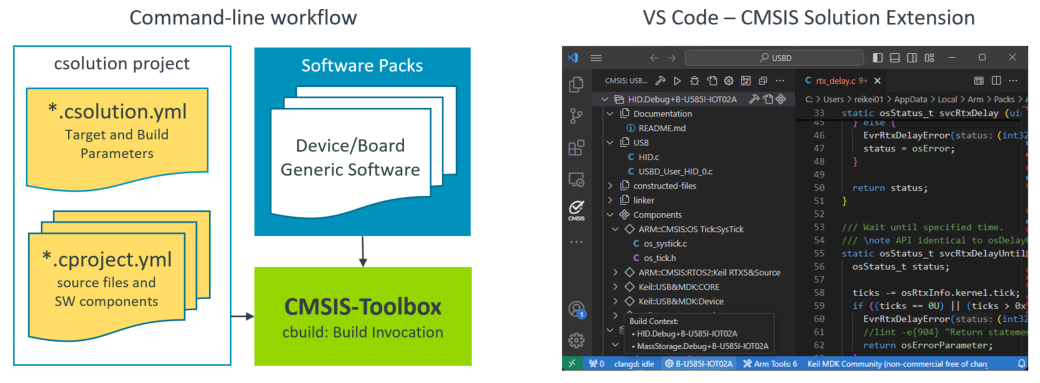 Command-line workflow
csolution project
*.csolution.yml
Target and Build
Parameters
*.cproject.yml
source files and
SW components
Software Packs
Device/Board
Generic Software
CMSIS-Toolbox
cbuild: Build Invocation
VS Code – CMSIS Solution Extension
USBD
CMSIS: USB...
HID.Debug+B-U585I-IOT02A
Documentation
README.md
USB
HID.c
USBD_User_HID_0.c
constructed-files
linker
Components
ARM::CMSIS:OS Tick:SysTick
os_systick.c
os_tick.h
ARM::CMSIS:RTOS2:Keil RTX5&Source
Keil::USB&MDK:CORE
Keil::USB&MDK:Device
Build Context:
• HID.Debug+B-U585I-IOT02A
• MassStorage.Debug+B-U585I-IOT02A
CMSIS
1
rtx_delay.c 9+
C: > Users > reikei01 > AppData > Local > Arm > Packs >
33 static osStatus_t svcRtxDelay (
45 } else {
46 EvrRtxDelayError(status: (int32
47 status = osError;
48 }
49
50 return status;
51 }
52
53 /// Wait until specified time.
54 /// \note API identical to osDelayU
55 static osStatus_t svcRtxDelayUntil
56 osStatus_t status;
57
58 ticks -= osRtxInfo.kernel.tick;
59 if ((ticks == 0U) || (ticks > 0x
60 EvrRtxDelayError(status: (int32
61 //lint -e{904} "Return stateme
62 return osErrorParameter;
63 }
0 clangd: idle B-U585I-IOT02A Arm Tools: 6 Keil MDK Community (non-commercial free of charg